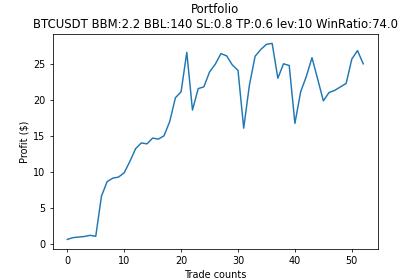 Portfolio
BTCUSDT BBM:2.2 BBL:140 SL:0.8 TP:0.6 lev:10 WinRatio:74.0
25
20
15
10
5
0
Profit ($)
0 10 20 30 40 50
Trade counts